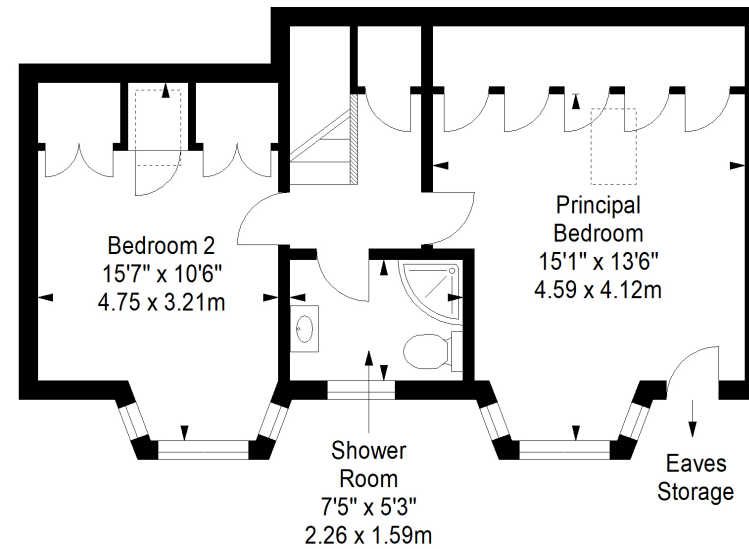 Bedroom 2
15'7" x 10'6"
4.75 x 3.21m
Principal
Bedroom
15'1" x 13'6"
4.59 x 4.12m
Shower
Room
7'5" x 5'3"
2.26 x 1.59m
Eaves
Storage